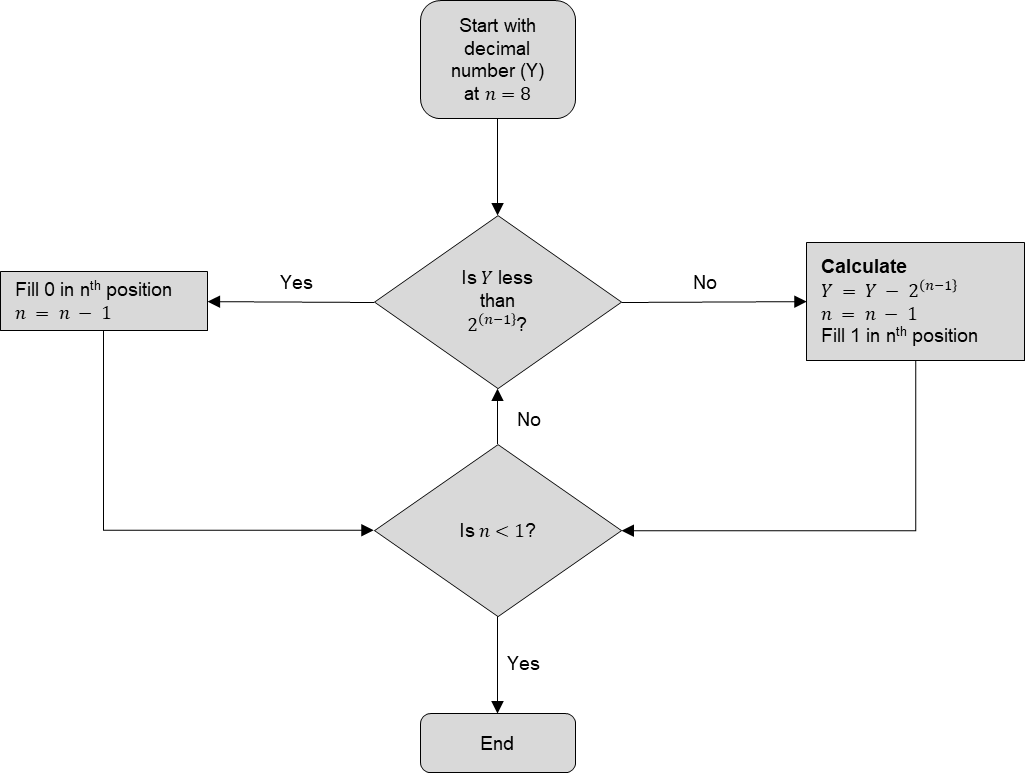 Start with
decimal
number (Y)
at n = 8
Is Y less
than
2^(n−1}?
Yes
No
Fill 0 in nth position
n = n − 1
Calculate
Y = Y − 2^(n−1}
n = n − 1
Fill 1 in nth position
No
Is n < 1?
Yes
End